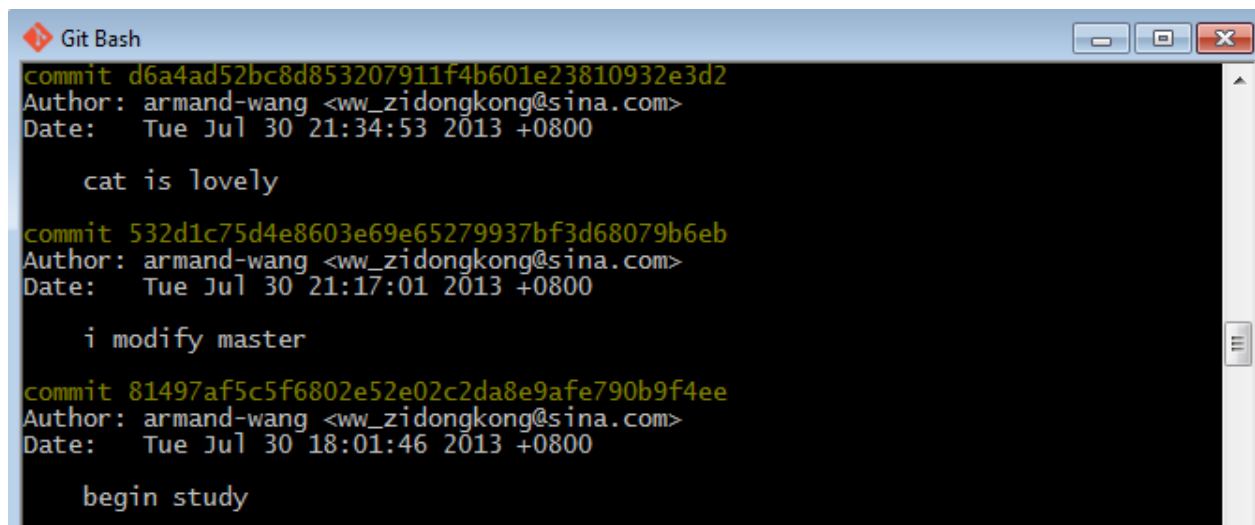 Git Bash
commit d6a4ad52bc8d853207911f4b601e23810932e3d2
Author: armand-wang <ww_zidongkong@sina.com>
Date:   Tue Jul 30 21:34:53 2013 +0800
cat is lovely
commit 532d1c75d4e8603e69e65279937bf3d68079b6eb
Author: armand-wang <ww_zidongkong@sina.com>
Date:   Tue Jul 30 21:17:01 2013 +0800
i modify master
commit 81497af5c5f6802e52e02c2da8e9afe790b9f4ee
Author: armand-wang <ww_zidongkong@sina.com>
Date:   Tue Jul 30 18:01:46 2013 +0800
begin study